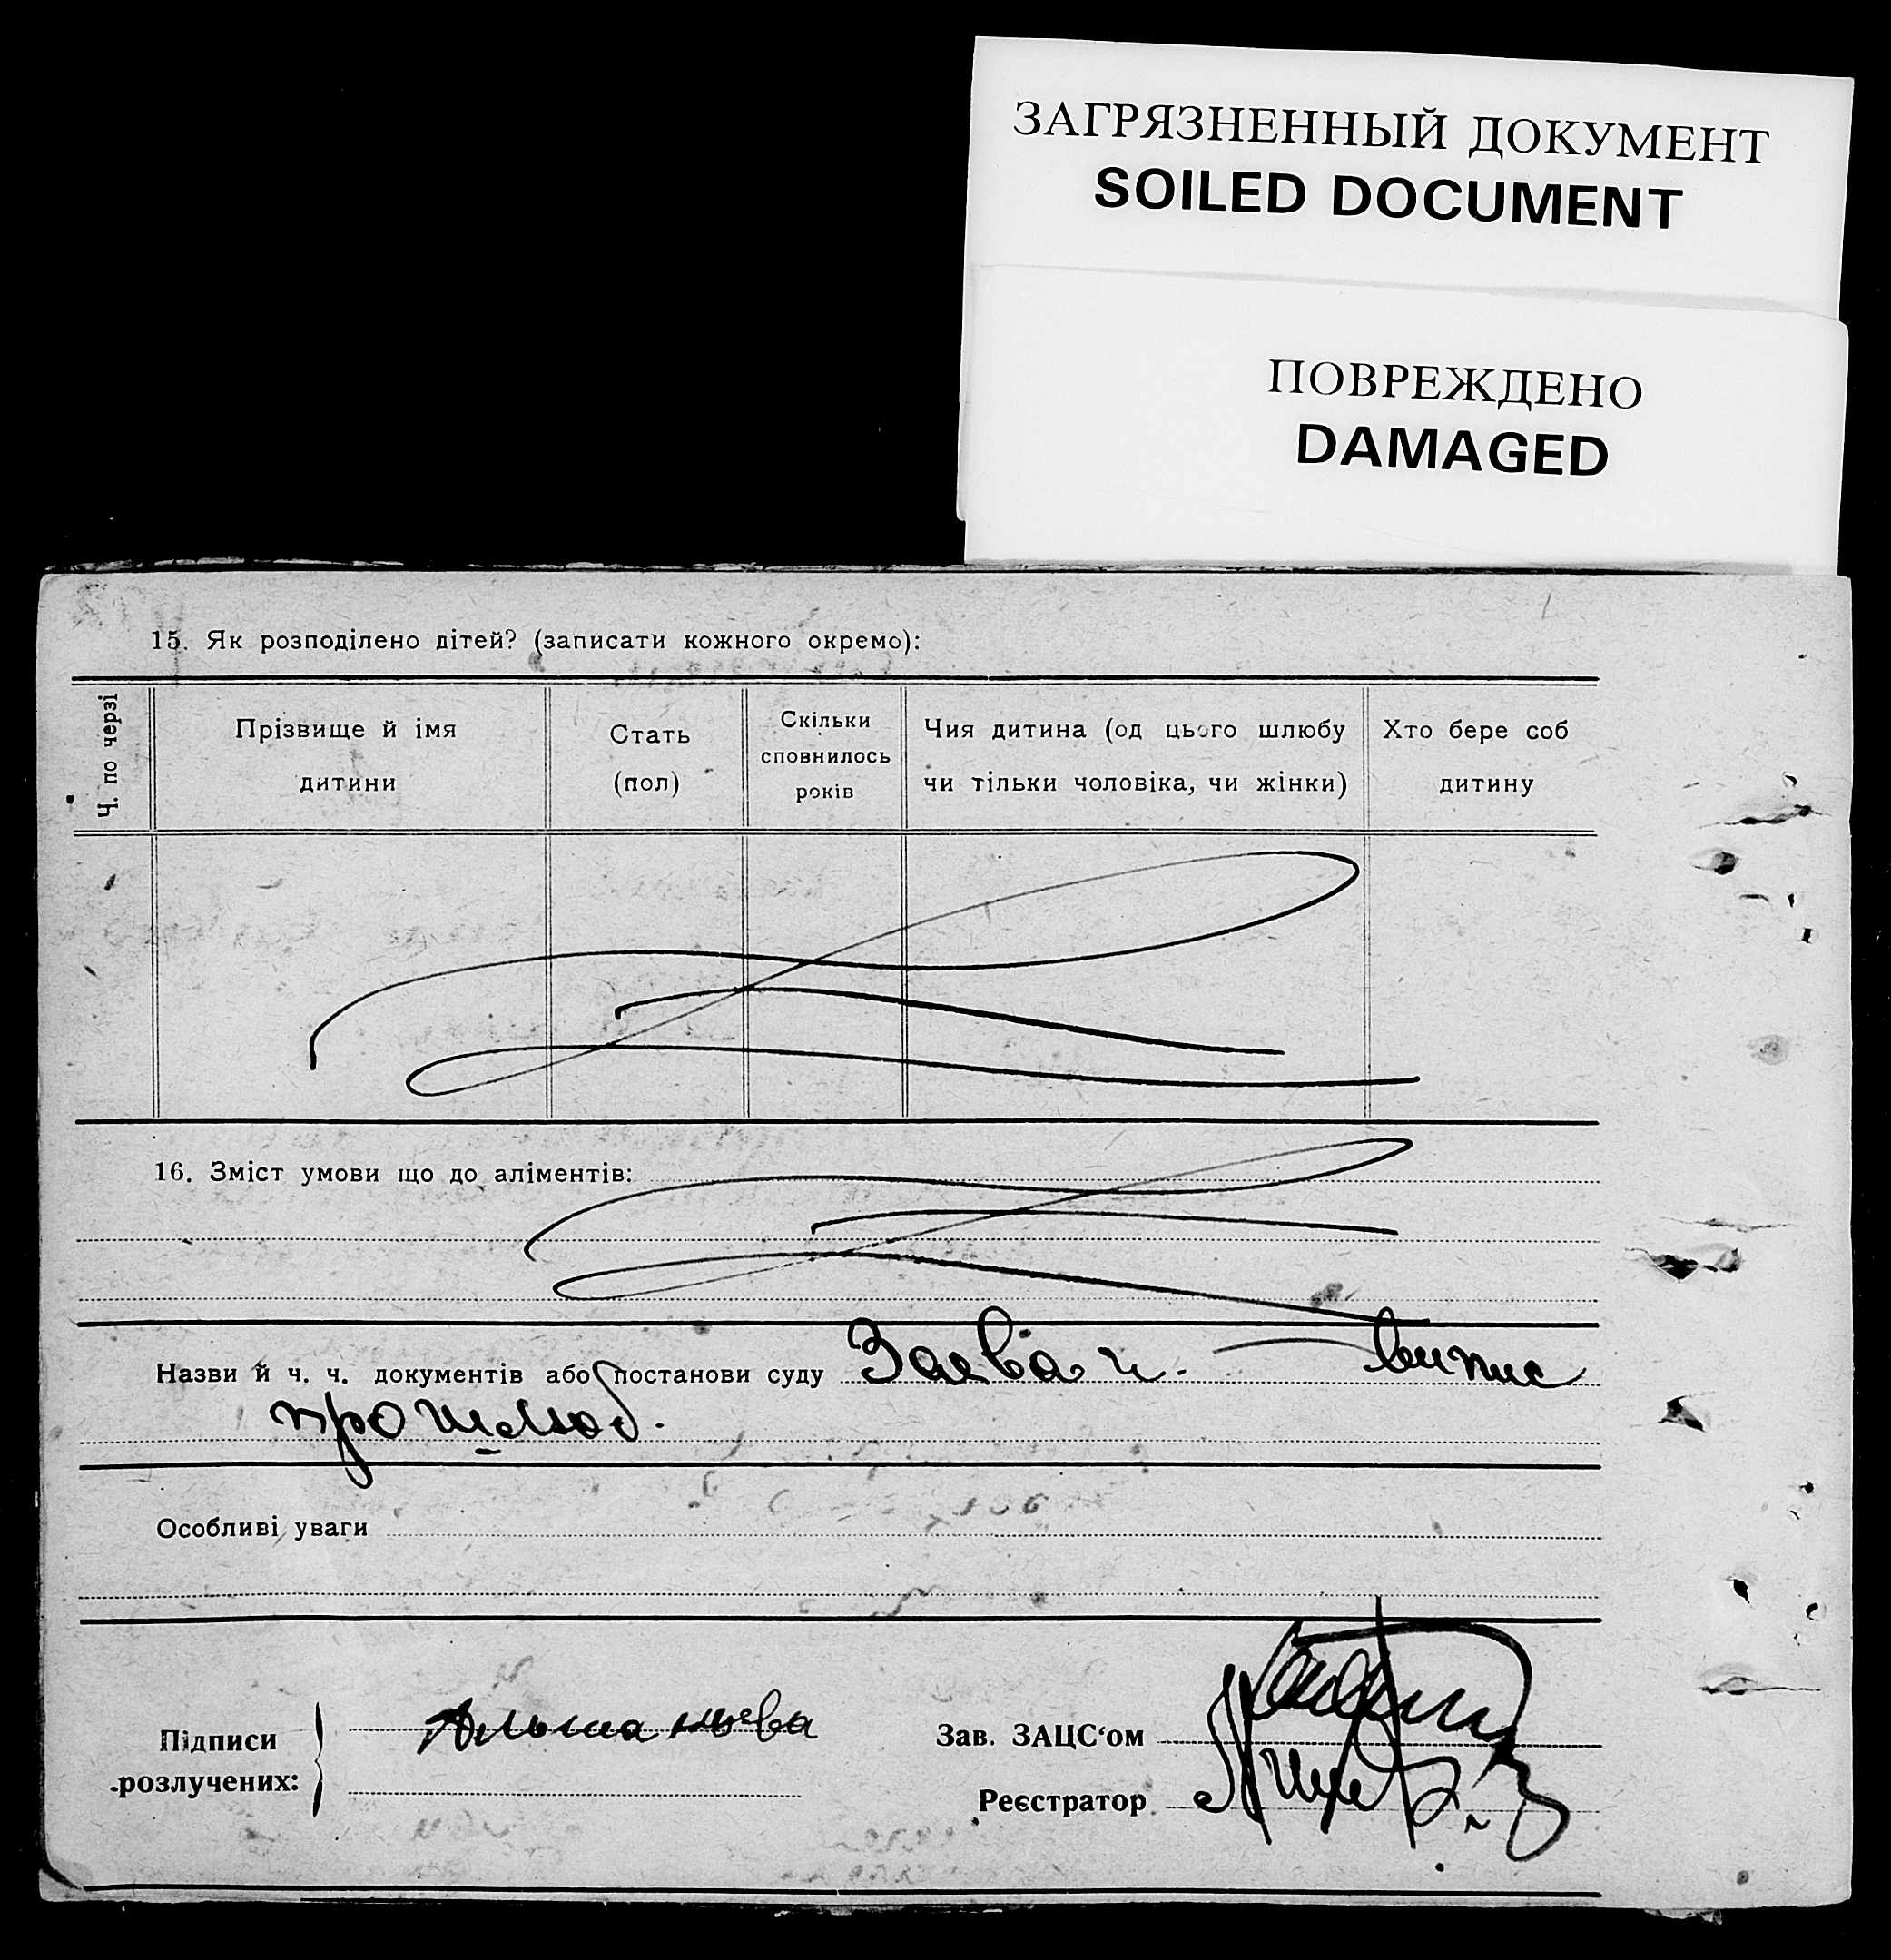 ЗАГРЯЗНЕННЫЙ ДОКУМЕНТ
SOILED DOCUMENT
ПОВРЕЖДЕНО
DAMAGED
15. Як розподілено дітей? (записати кожного окремо):
Ч. по черзі
Прізвище й імя
дитини
Стать
(пол)
Скільки
сповнилось
років
Чия дитина (од цього шлюбу
чи тільки чоловіка, чи жінки)
Хто бере соб
дитину
16. Зміст умови що до аліментів:
Назви й ч. ч. документів або постанови суду Заява й. — випис
про шлюб.
Особливі уваги
Підписи
розлучених:
Зав. ЗАЦС‘ом
Реєстратор